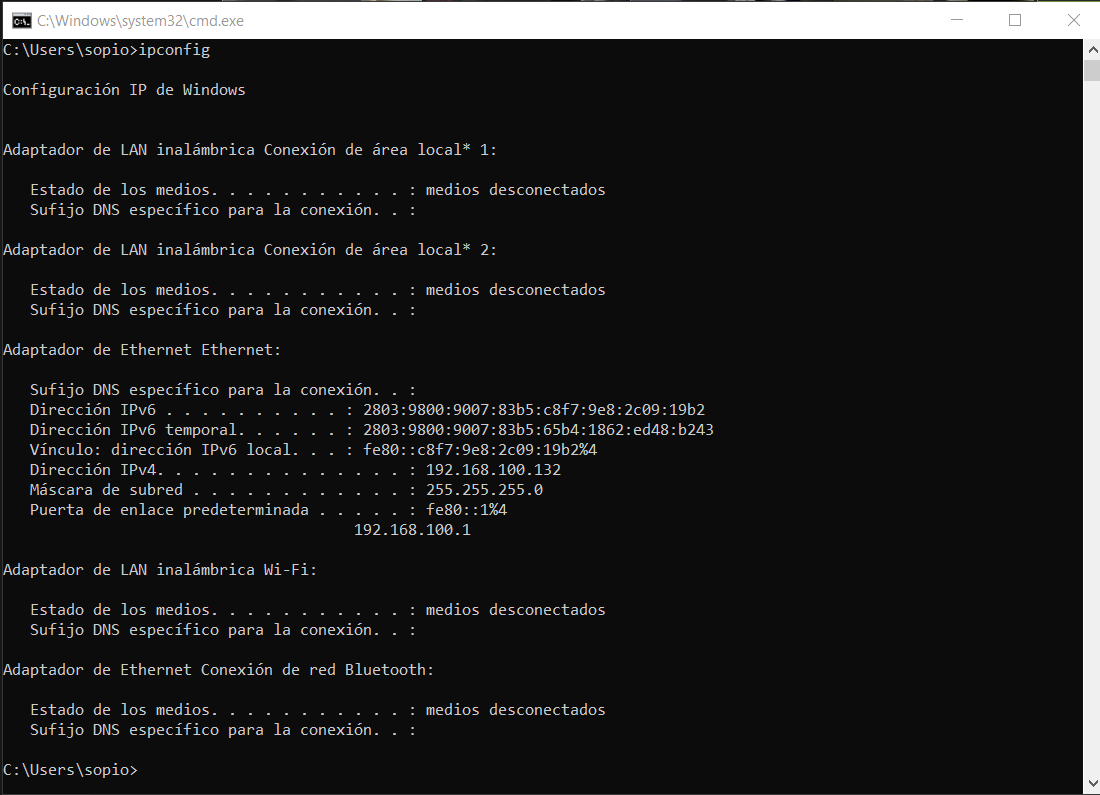 C:\Windows\system32\cmd.exe
C:\Users\sopio>ipconfig
Configuración IP de Windows
Adaptador de LAN inalámbrica Conexión de área local* 1:
Estado de los medios. . . . . . . . . . . : medios desconectados
Sufijo DNS específico para la conexión. . :
Adaptador de LAN inalámbrica Conexión de área local* 2:
Estado de los medios. . . . . . . . . . . : medios desconectados
Sufijo DNS específico para la conexión. . :
Adaptador de Ethernet Ethernet:
Sufijo DNS específico para la conexión. . :
Dirección IPv6 . . . . . . . . . . : 2803:9800:9007:83b5:c8f7:9e8:2c09:19b2
Dirección IPv6 temporal. . . . . . : 2803:9800:9007:83b5:65b4:1862:ed48:b243
Vínculo: dirección IPv6 local. . . : fe80::c8f7:9e8:2c09:19b2%4
Dirección IPv4. . . . . . . . . . . . . . : 192.168.100.132
Máscara de subred . . . . . . . . . . . . : 255.255.255.0
Puerta de enlace predeterminada . . . . . : fe80::1%4
192.168.100.1
Adaptador de LAN inalámbrica Wi-Fi:
Estado de los medios. . . . . . . . . . . : medios desconectados
Sufijo DNS específico para la conexión. . :
Adaptador de Ethernet Conexión de red Bluetooth:
Estado de los medios. . . . . . . . . . . : medios desconectados
Sufijo DNS específico para la conexión. . :
C:\Users\sopio>